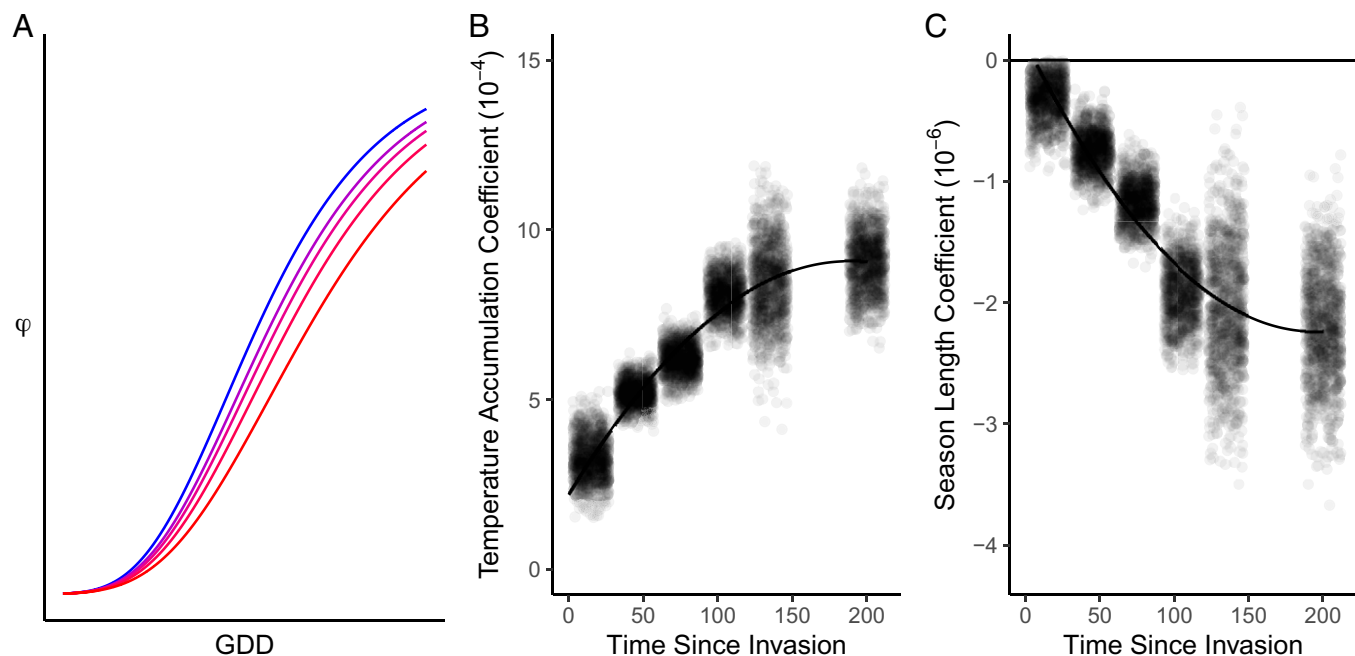 A
φ
GDD
B
Temperature Accumulation Coefficient (10⁻⁴)
15
10
5
0
0 50 100 150 200
Time Since Invasion
C
Season Length Coefficient (10⁻⁶)
0
−1
−2
−3
−4
0 50 100 150 200
Time Since Invasion